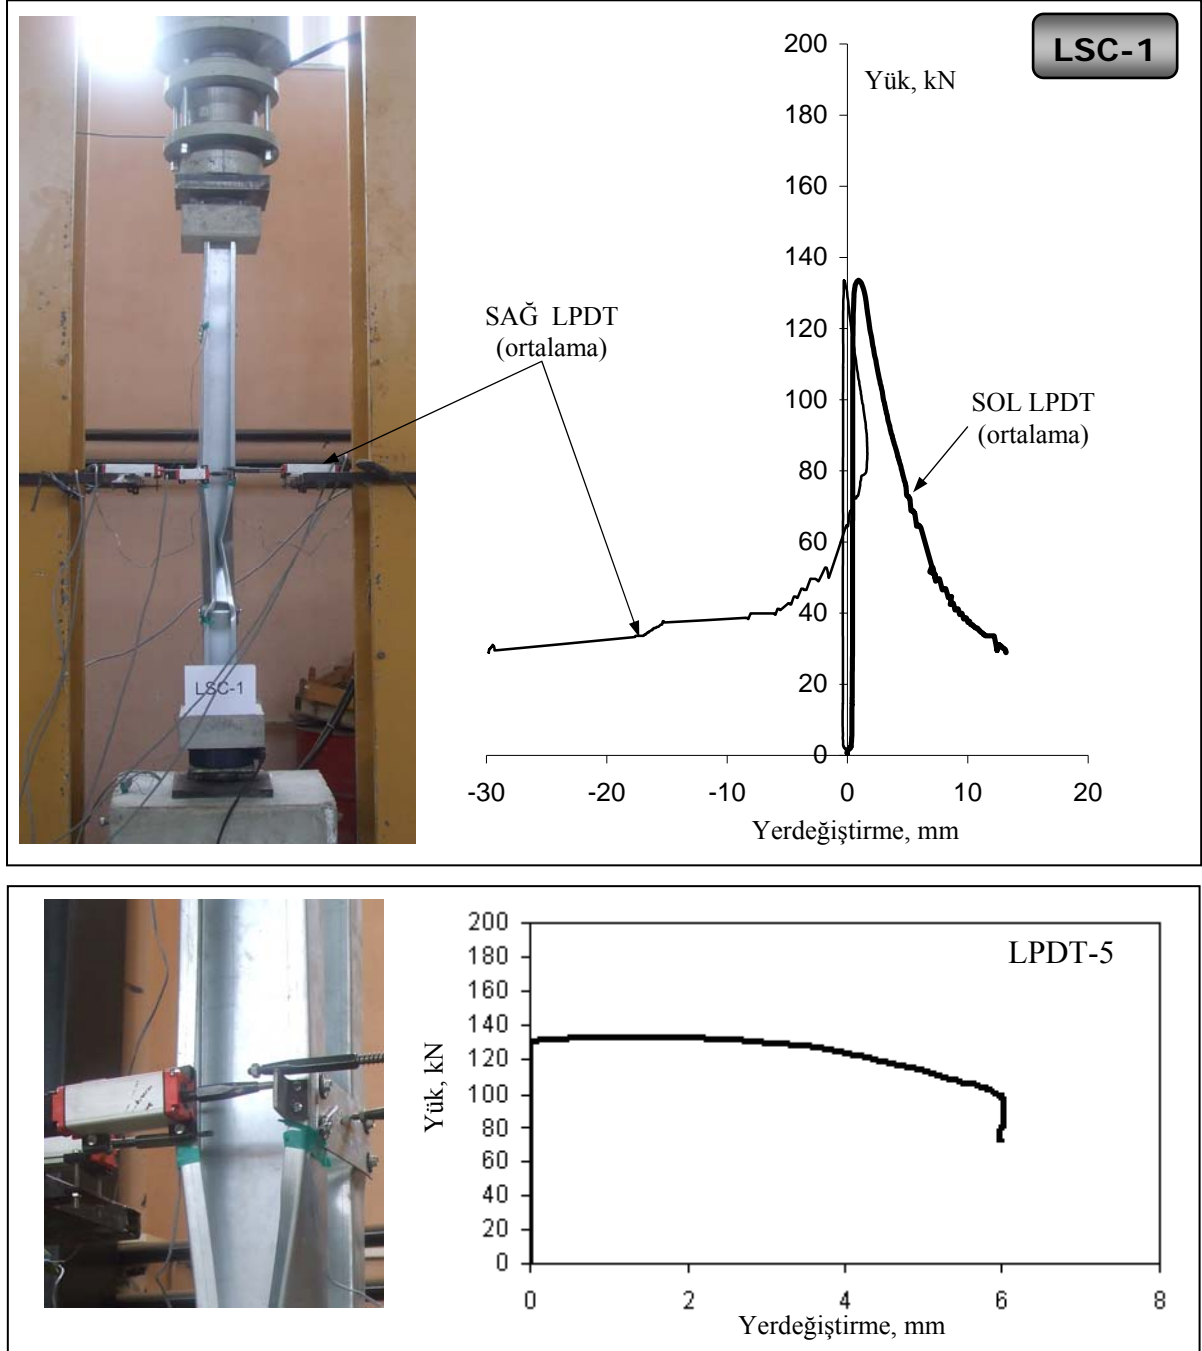 LSC-1
200
Yük, kN
180
160
140
120
100
80
60
40
20
0
-30 -20 -10 0 10 20
Yerdeğiştirme, mm
SAĞ LPDT
(ortalama)
SOL LPDT
(ortalama)
LSC-1
LPDT-5
200
180
160
140
120
100
80
60
40
20
0
Yük, kN
0 2 4 6 8
Yerdeğiştirme, mm